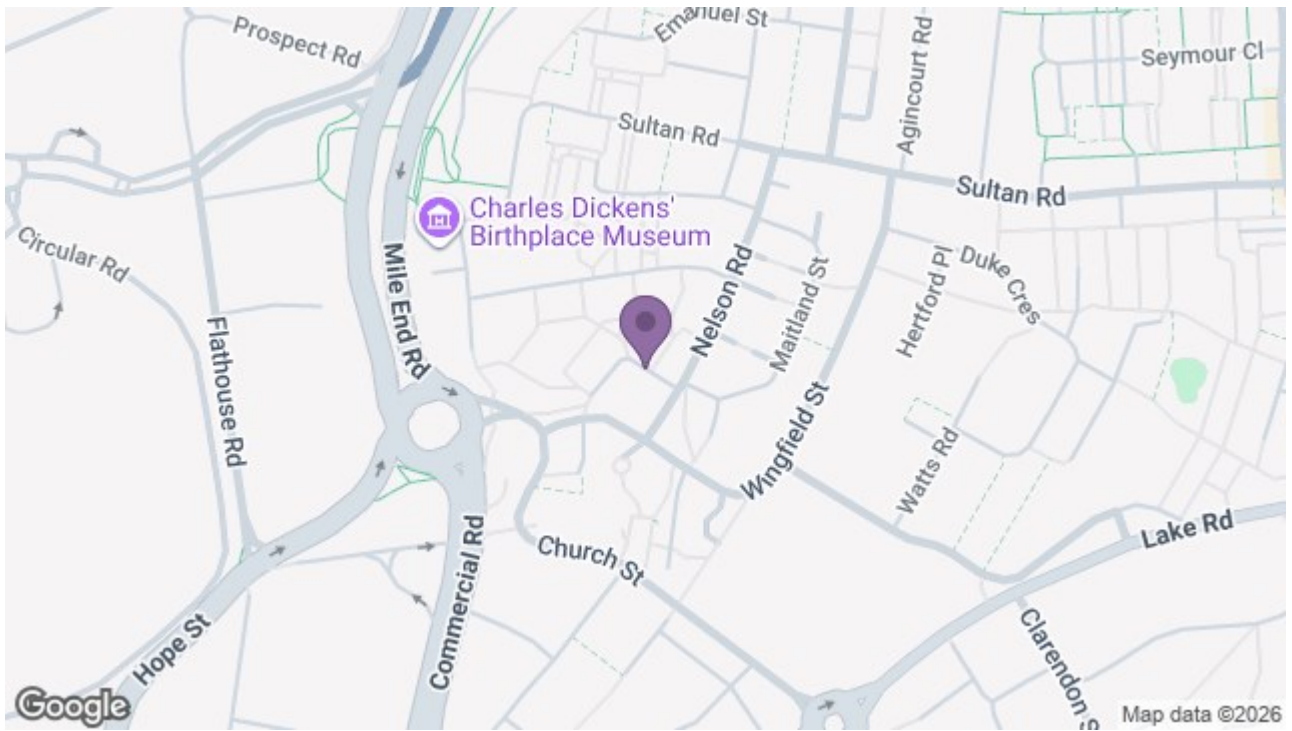 Emanuel St
Prospect Rd
Agincourt Rd
Seymour Cl
Sultan Rd
Sultan Rd
Charles Dickens'
Birthplace Museum
Circular Rd
Mile End Rd
Nelson Rd
Maitland St
Hertford Pl
Duke Cres
Flathouse Rd
Wingfield St
Watts Rd
Lake Rd
Commercial Rd
Church St
Hope St
Clarendon S
Google
Map data ©2026